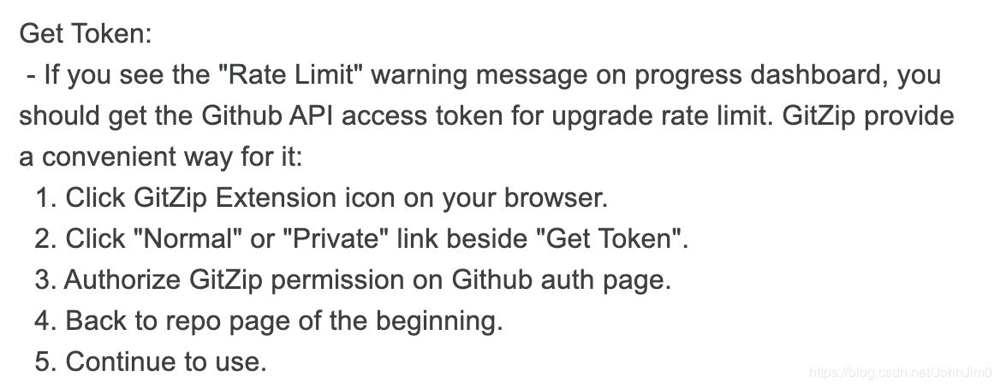 Get Token:
- If you see the "Rate Limit" warning message on progress dashboard, you
should get the Github API access token for upgrade rate limit. GitZip provide
a convenient way for it:
1. Click GitZip Extension icon on your browser.
2. Click "Normal" or "Private" link beside "Get Token".
3. Authorize GitZip permission on Github auth page.
4. Back to repo page of the beginning.
5. Continue to use.
https://blog.csdn.net/JohnJim0